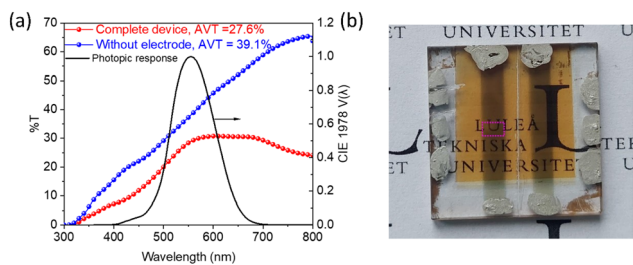 (a)
70
60
50
40
30
20
10
0
%T
Complete device, AVT =27.6%
Without electrode, AVT = 39.1%
Photopic response
1.2
1.0
0.8
0.6
0.4
0.2
0.0
CIE 1978 V(λ)
300 400 500 600 700 800
Wavelength (nm)
(b)
UNIVERSITET
L
LULEÅ
TEKNISKA
UNIVERSITET
ET